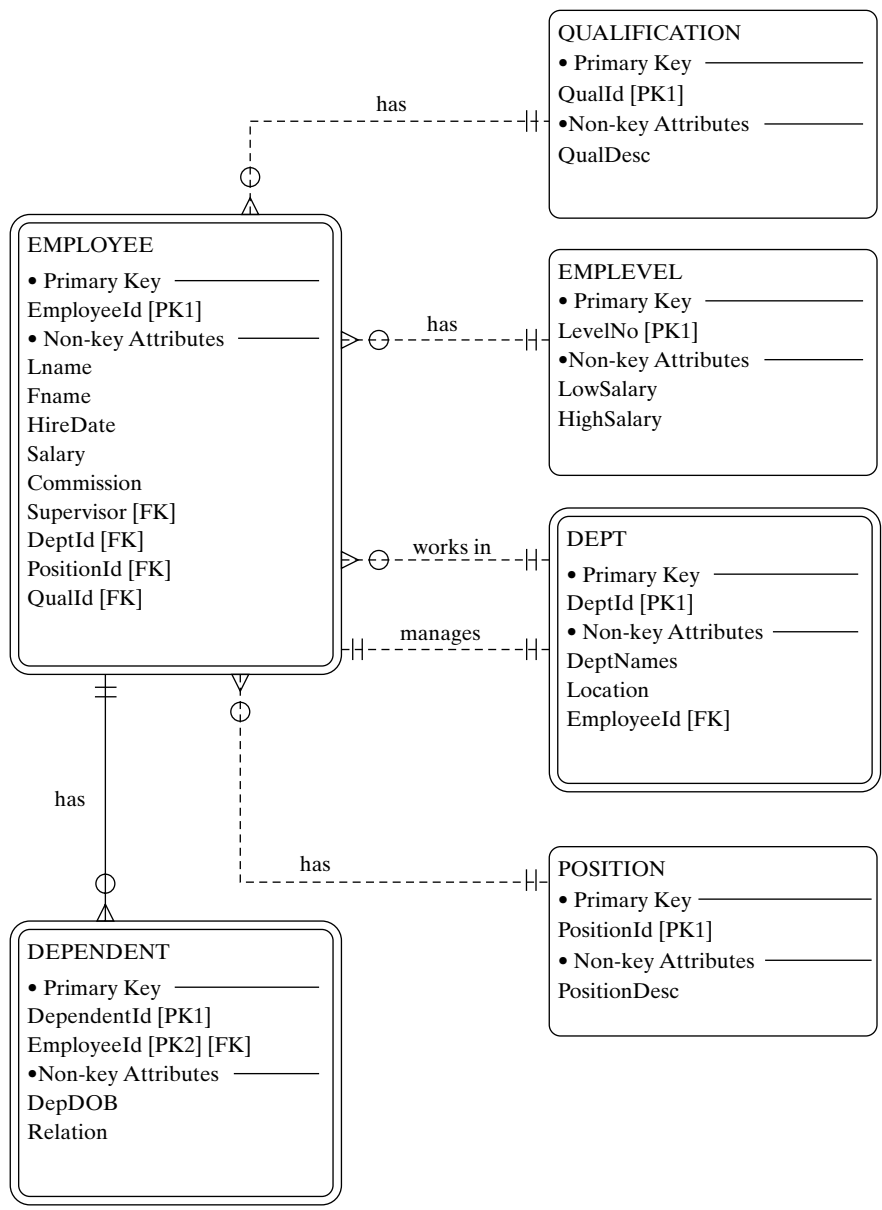 QUALIFICATION
• Primary Key
QualId [PK1]
•Non-key Attributes
QualDesc
has
EMPLOYEE
• Primary Key
EmployeeId [PK1]
• Non-key Attributes
Lname
Fname
HireDate
Salary
Commission
Supervisor [FK]
DeptId [FK]
PositionId [FK]
QualId [FK]
has
EMPLEVEL
• Primary Key
LevelNo [PK1]
•Non-key Attributes
LowSalary
HighSalary
works in
manages
DEPT
• Primary Key
DeptId [PK1]
• Non-key Attributes
DeptNames
Location
EmployeeId [FK]
has
has
POSITION
• Primary Key
PositionId [PK1]
• Non-key Attributes
PositionDesc
DEPENDENT
• Primary Key
DependentId [PK1]
EmployeeId [PK2] [FK]
•Non-key Attributes
DepDOB
Relation